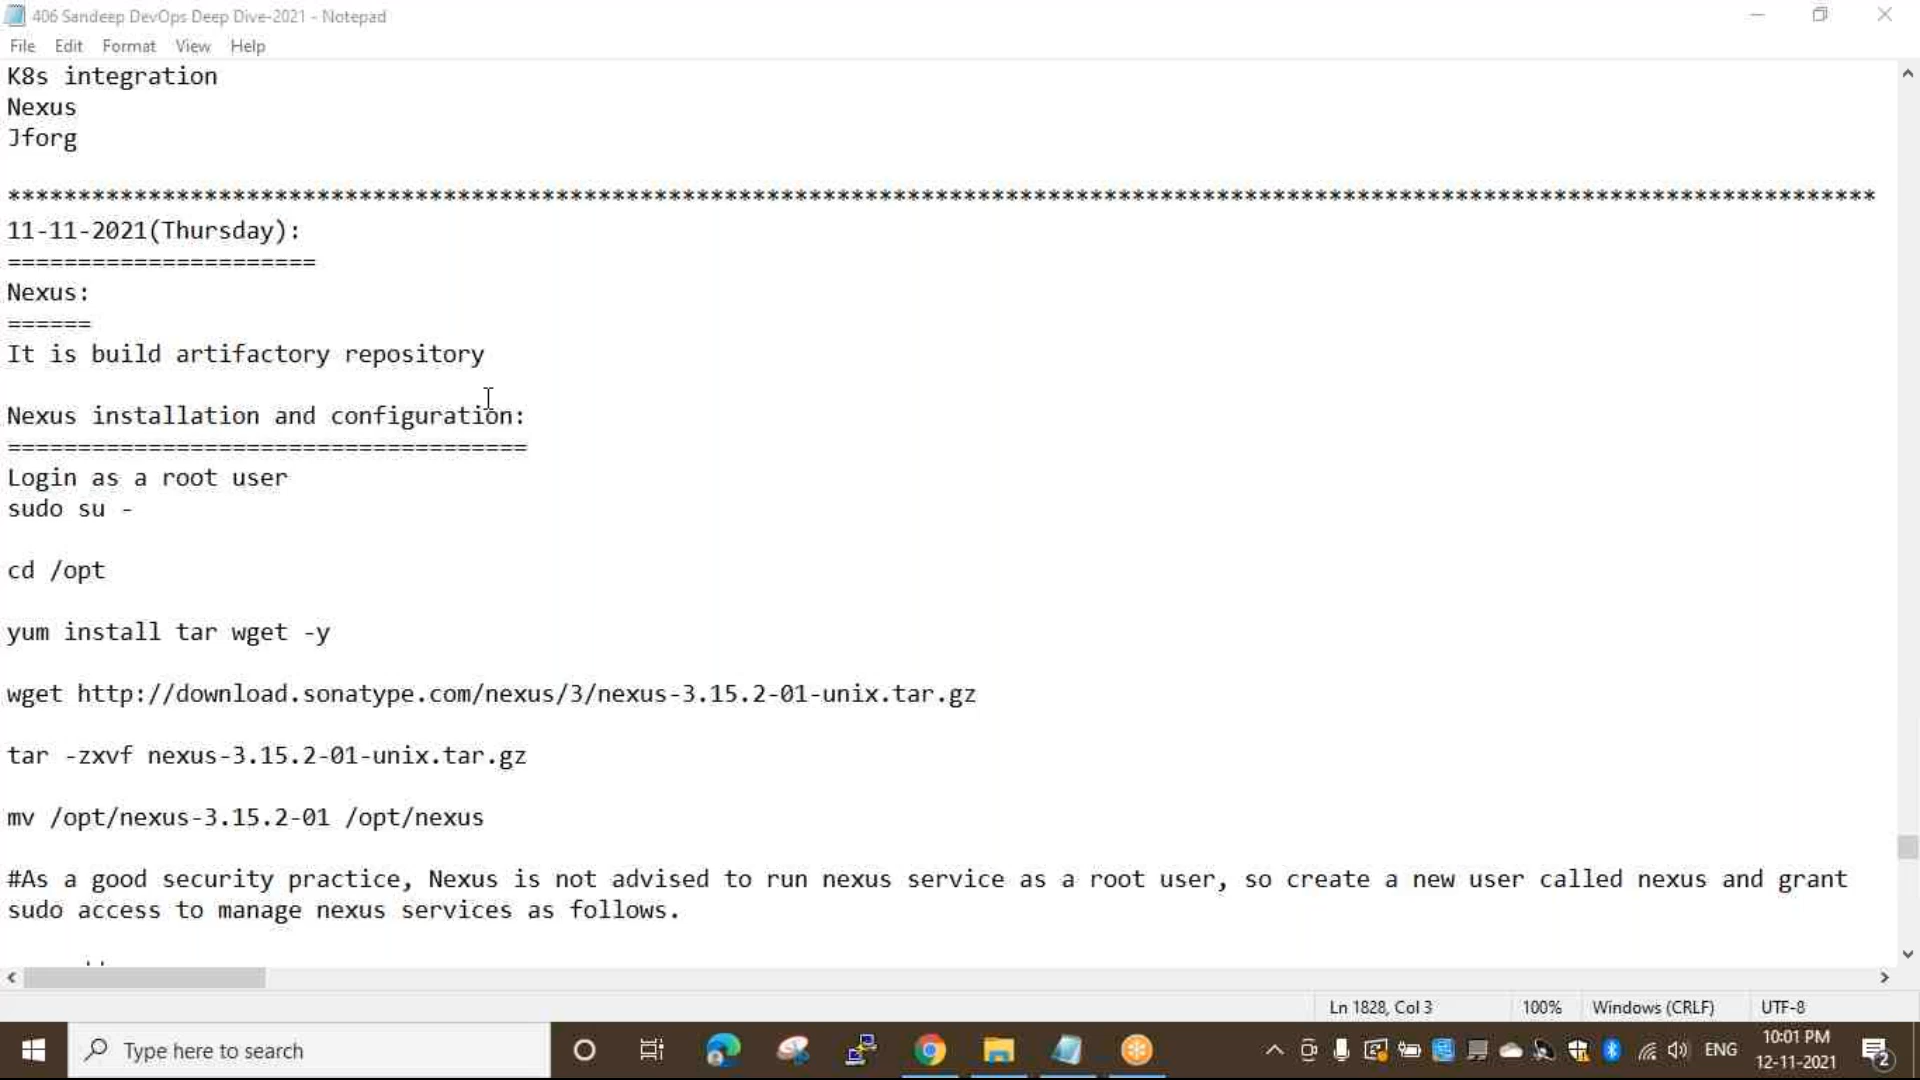 406 Sandeep DevOps Deep Dive-2021 - Notepad
File Edit Format View Help
K8s integration
Nexus
Jforg
*************************************************************************************************************************************
11-11-2021(Thursday):
======================
Nexus:
======
It is build artifactory repository
Nexus installation and configuration:
=====================================
Login as a root user
sudo su -
cd /opt
yum install tar wget -y
wget http://download.sonatype.com/nexus/3/nexus-3.15.2-01-unix.tar.gz
tar -zxvf nexus-3.15.2-01-unix.tar.gz
mv /opt/nexus-3.15.2-01 /opt/nexus
#As a good security practice, Nexus is not advised to run nexus service as a root user, so create a new user called nexus and grant
sudo access to manage nexus services as follows.
Ln 1828, Col 3 100% Windows (CRLF) UTF-8
Type here to search
ENG
10:01 PM
12-11-2021
2